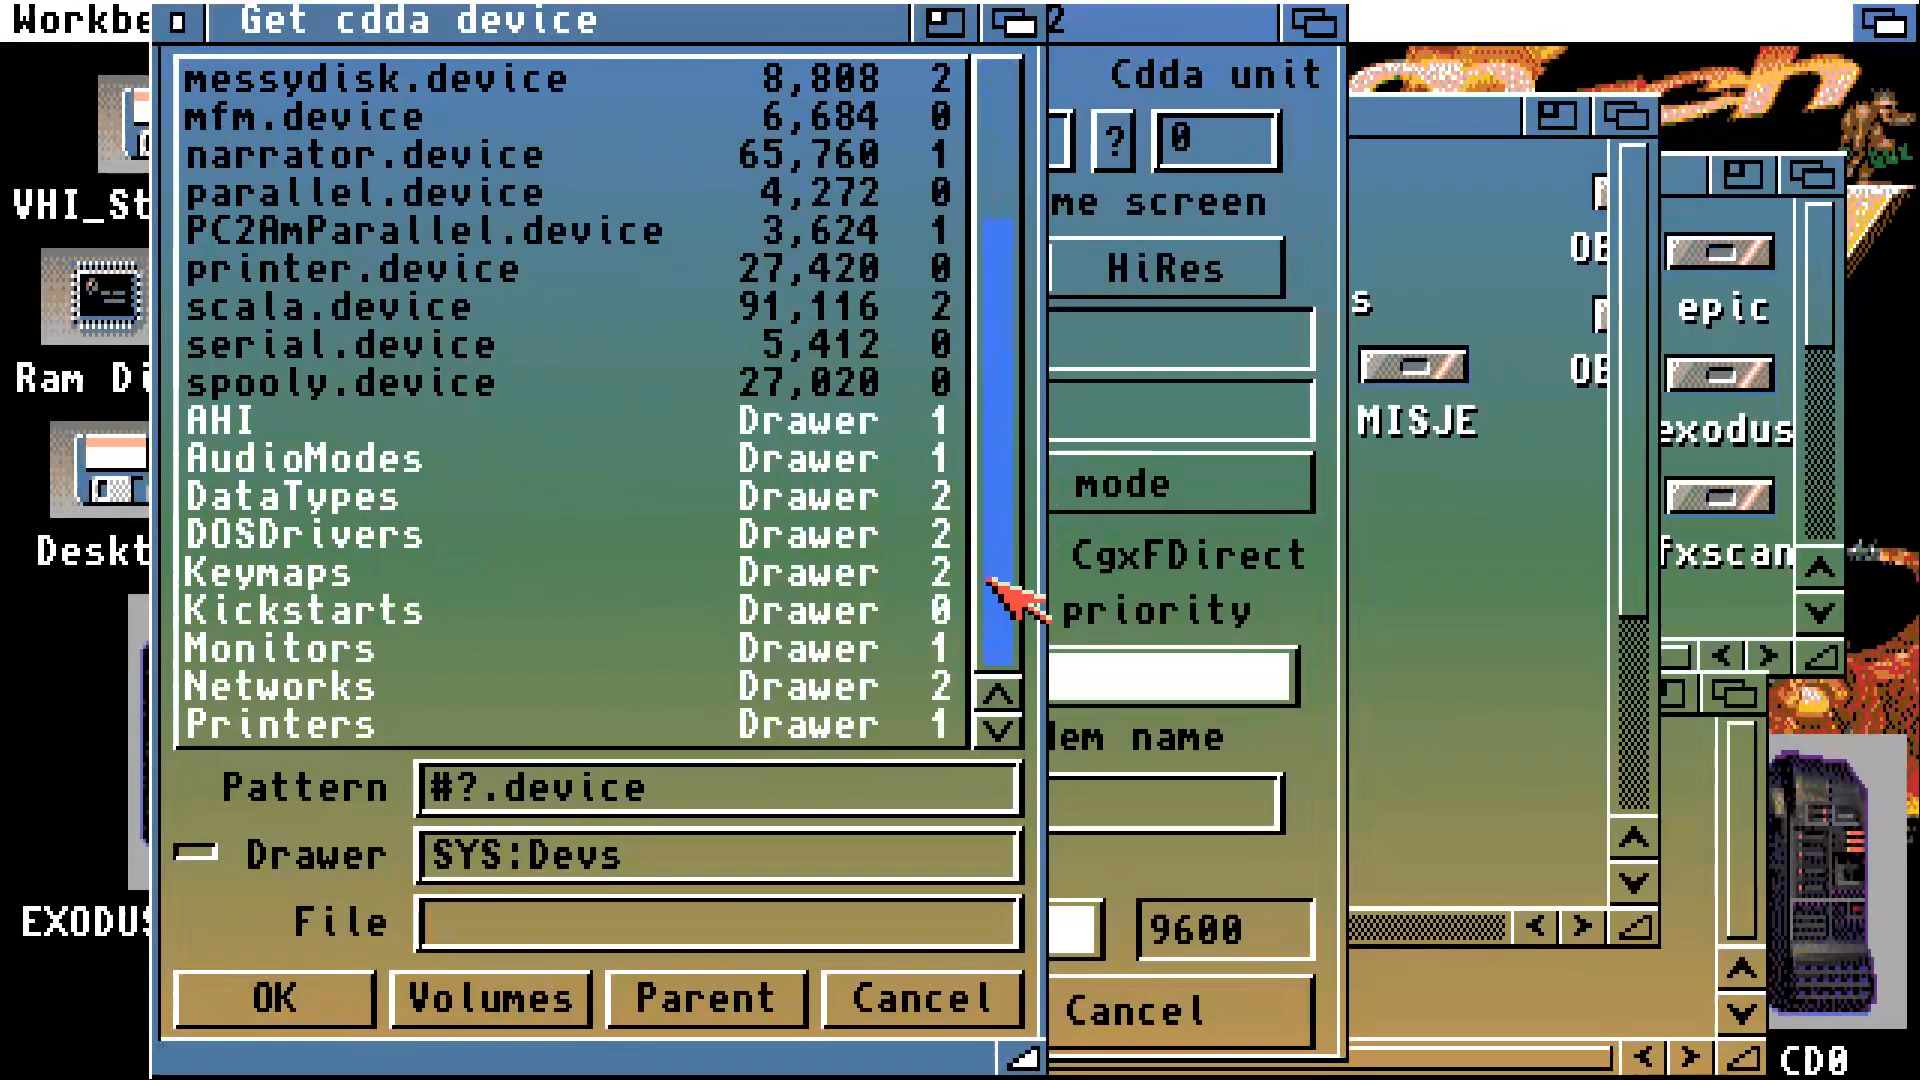 Workbe
Get cdda device
2
messydisk.device 8,808 2
mfm.device 6,684 0
narrator.device 65,760 1
parallel.device 4,272 0
PC2AmParallel.device 3,624 1
printer.device 27,420 0
scala.device 91,116 2
serial.device 5,412 0
spooly.device 27,020 0
AHI Drawer 1
AudioModes Drawer 1
DataTypes Drawer 2
DOSDrivers Drawer 2
Keymaps Drawer 2
Kickstarts Drawer 0
Monitors Drawer 1
Networks Drawer 2
Printers Drawer 1
Pattern #?.device
Drawer SYS:Devs
File
OK Volumes Parent Cancel
Cdda unit
? 0
me screen
HiRes
mode
CgxFDirect
priority
em name
9600
Cancel
VHI_St
Ram Di
Deskt
EXODUS
s
MISJE
OB
OB
epic
exodus
fxscan
CD0